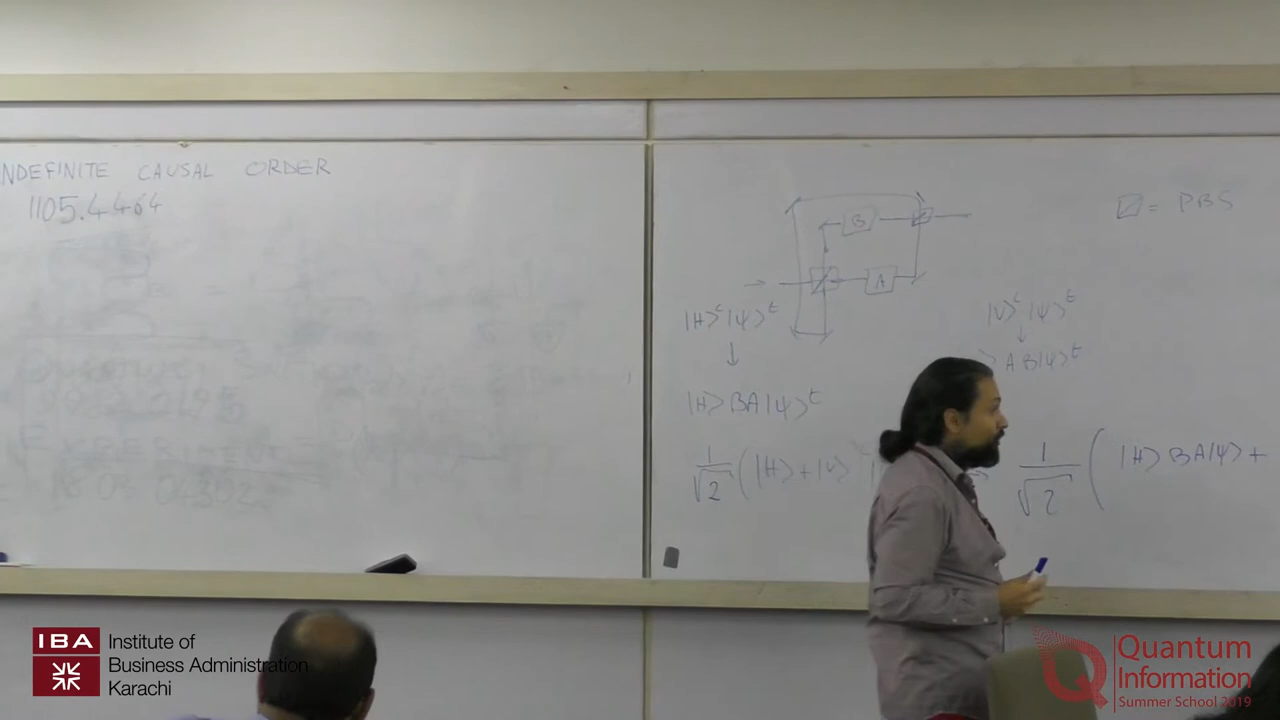 INDEFINITE CAUSAL ORDER
1105.4464
B
A
= PBS
|H>ᶜ|ψ>ᵗ
↓
|H> BA|ψ>ᵗ
|V>ᶜ|ψ>ᵗ
↓
> AB|ψ>ᵗ
1/√2 (|H> + |V>
→ 1/√2 ( |H> BA|ψ> +
IBA
Institute of
Business Administration
Karachi
Quantum
Information
Summer School 2019